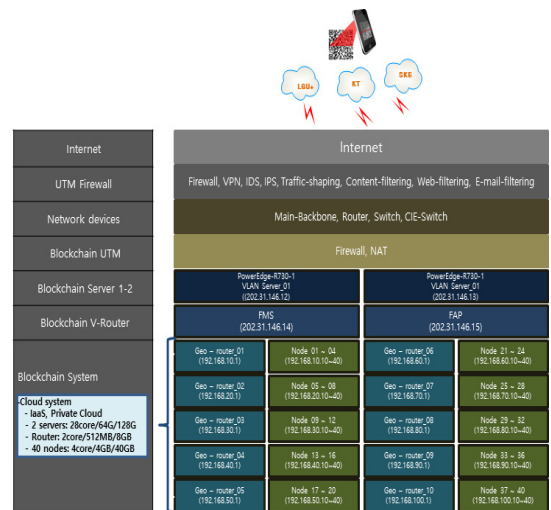 LGU+
KT
SKB
Internet
Internet
UTM Firewall
Firewall, VPN, IDS, IPS, Traffic-shaping, Content-filtering, Web-filtering, E-mail-filtering
Network devices
Main-Backbone, Router, Switch, CIE-Switch
Blockchain UTM
Firewall, NAT
Blockchain Server 1-2
PowerEdge-R730-1
VLAN Server_01
((202.31.146.12)
PowerEdge-R730-1
VLAN Server_01
(202.31.146.13)
Blockchain V-Router
FMS
(202.31.146.14)
FAP
(202.31.146.15)
Blockchain System
-Cloud system
- IaaS, Private Cloud
- 2 servers: 28core/64G/128G
- Router: 2core/512MB/8GB
- 40 nodes: 4core/4GB/40GB
Geo – router_01
(192.168.10.1)
Node 01 ~ 04
(192.168.10.10~40)
Geo – router_06
(192.168.60.1)
Node 21 ~ 24
(192.168.60.10~40)
Geo – router_02
(192.168.20.1)
Node 05 ~ 08
(192.168.20.10~40)
Geo – router_07
(192.168.70.1)
Node 25 ~ 28
(192.168.70.10~40)
Geo – router_03
(192.168.30.1)
Node 09 ~ 12
(192.168.30.10~40)
Geo – router_08
(192.168.80.1)
Node 29 ~ 32
(192.168.80.10~40)
Geo – router_04
(192.168.40.1)
Node 13 ~ 16
(192.168.40.10~40)
Geo – router_09
(192.168.90.1)
Node 33 ~ 36
(192.168.90.10~40)
Geo – router_05
(192.168.50.1)
Node 17 ~ 20
(192.168.50.10~40)
Geo – router_10
(192.168.100.1)
Node 37 ~ 40
(192.168.100.10~40)